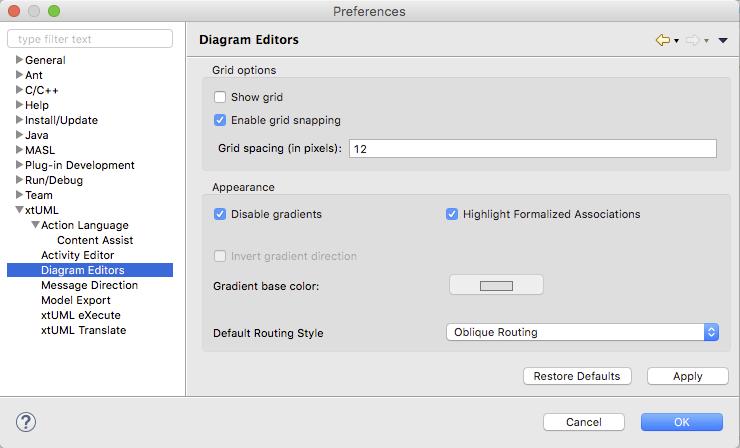 Preferences
type filter text
General
Ant
C/C++
Help
Install/Update
Java
MASL
Plug-in Development
Run/Debug
Team
xtUML
Action Language
Content Assist
Activity Editor
Diagram Editors
Message Direction
Model Export
xtUML eXecute
xtUML Translate
Diagram Editors
Grid options
Show grid
Enable grid snapping
Grid spacing (in pixels): 12
Appearance
Disable gradients Highlight Formalized Associations
Invert gradient direction
Gradient base color:
Default Routing Style Oblique Routing
Restore Defaults Apply
? Cancel OK